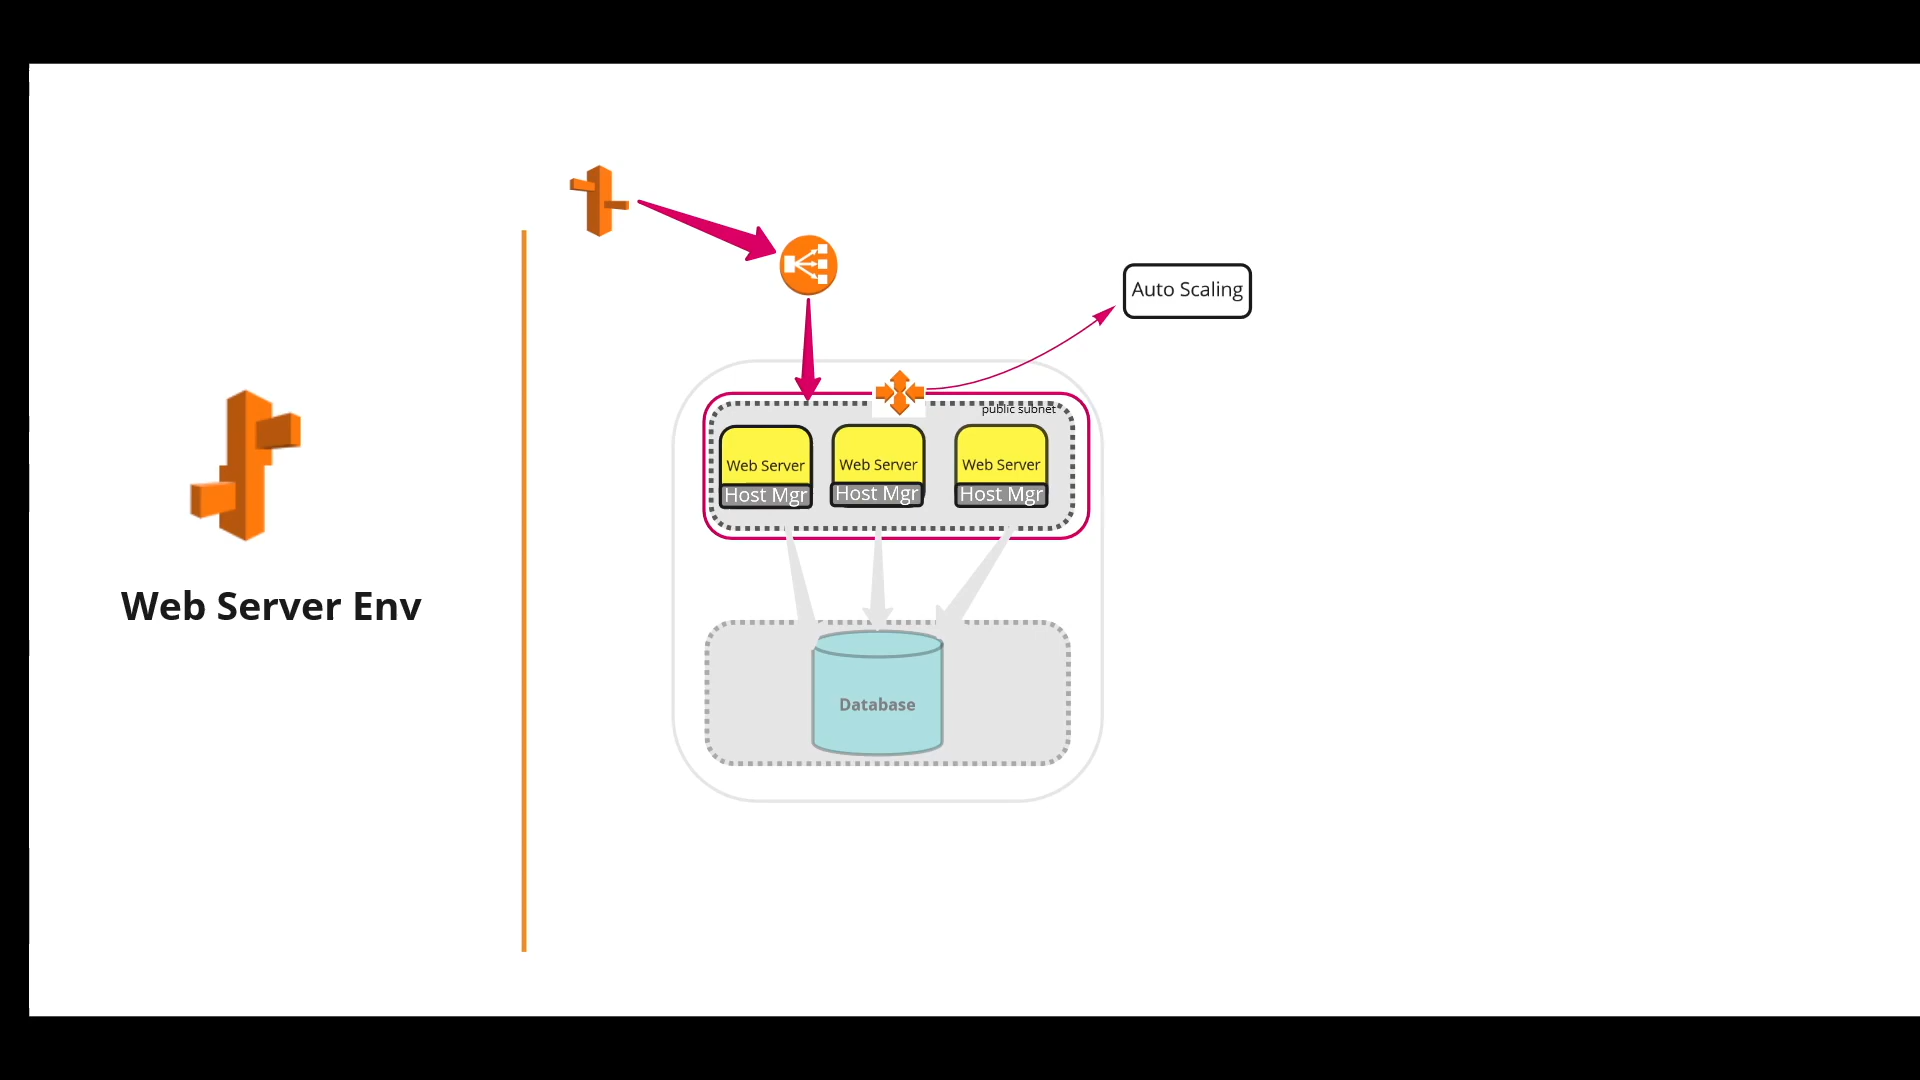 Auto Scaling
public subnet
Web Server
Host Mgr
Web Server
Host Mgr
Web Server
Host Mgr
Web Server Env
Database